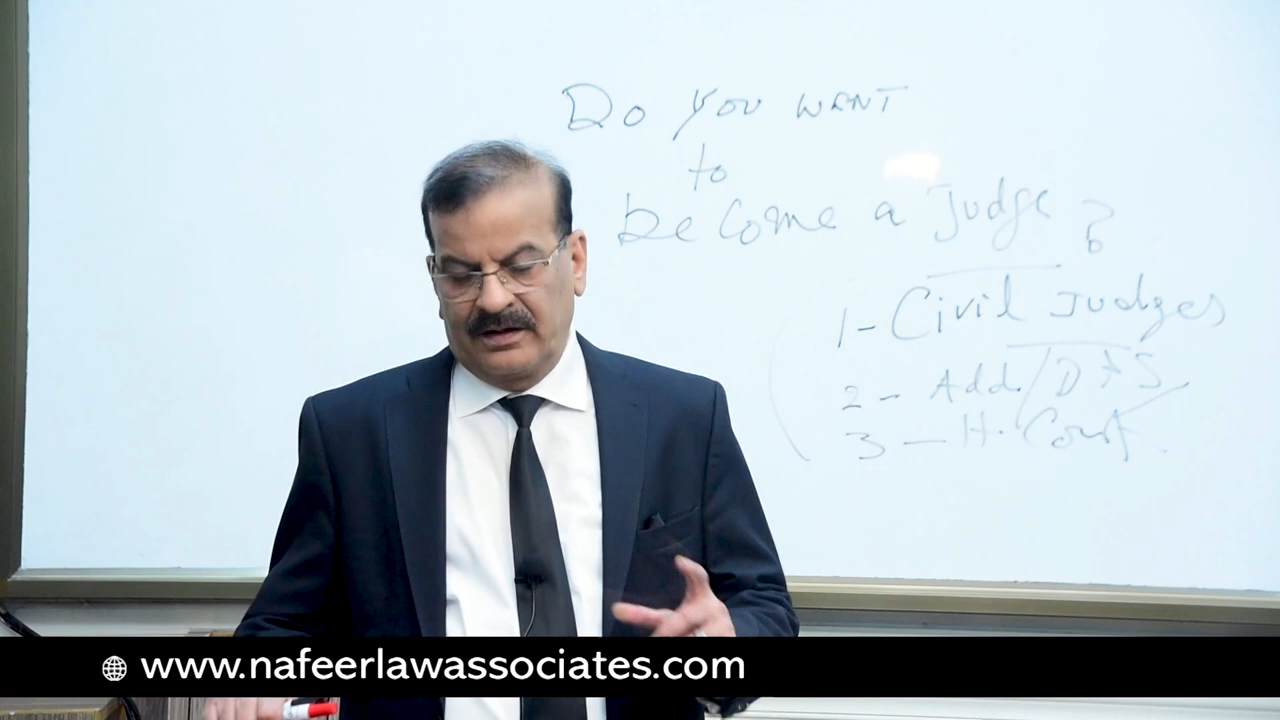 Do you want
to
become a Judge ?
1- Civil Judges
2 - Add/D & S
3 - H. Court.
www.nafeerlawassociates.com